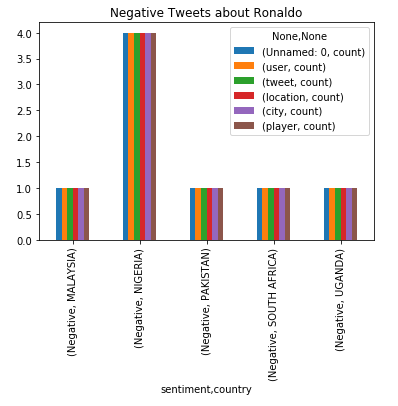 Negative Tweets about Ronaldo
None,None
(Unnamed: 0, count)
(user, count)
(tweet, count)
(location, count)
(city, count)
(player, count)
4.0
3.5
3.0
2.5
2.0
1.5
1.0
0.5
0.0
(Negative, MALAYSIA)
(Negative, NIGERIA)
(Negative, PAKISTAN)
(Negative, SOUTH AFRICA)
(Negative, UGANDA)
sentiment,country